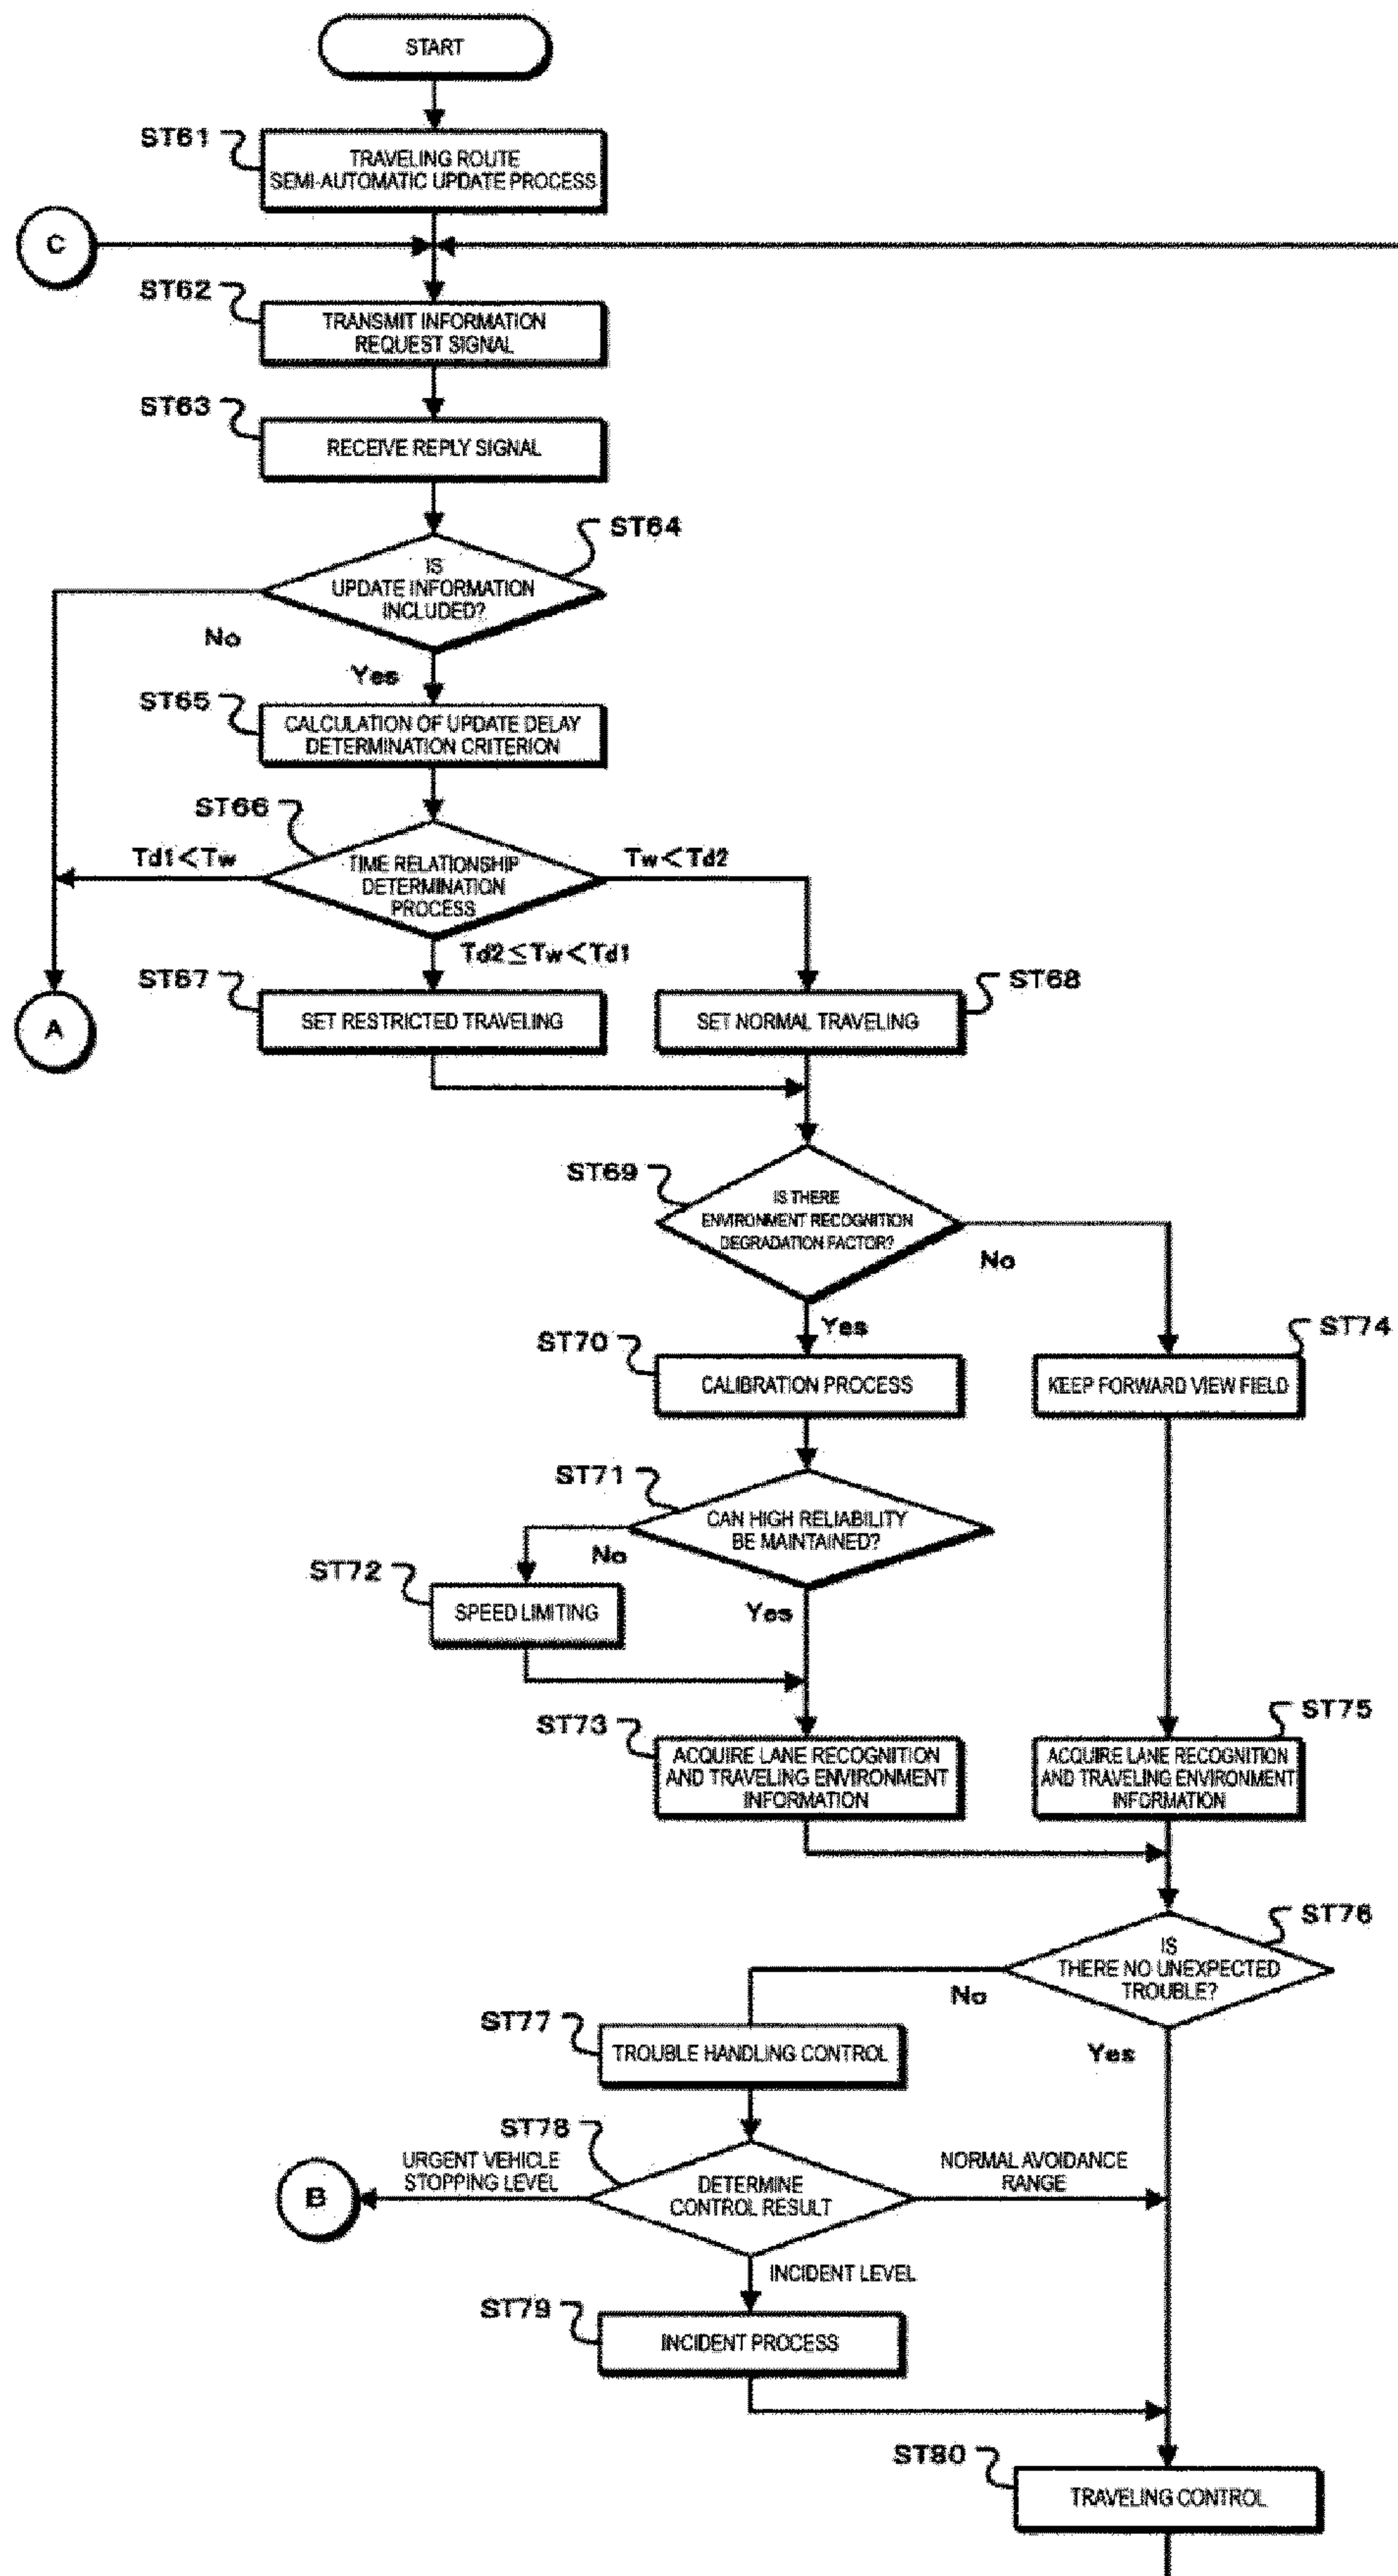 START
ST61
TRAVELING ROUTE
SEMI-AUTOMATIC UPDATE PROCESS
C
ST62
TRANSMIT INFORMATION
REQUEST SIGNAL
ST63
RECEIVE REPLY SIGNAL
ST64
IS
UPDATE INFORMATION
INCLUDED?
No
Yes
ST65
CALCULATION OF UPDATE DELAY
DETERMINATION CRITERION
ST66
Td1<Tw
TIME RELATIONSHIP
DETERMINATION
PROCESS
Tw<Td2
Td2≤Tw<Td1
ST67
SET RESTRICTED TRAVELING
ST68
SET NORMAL TRAVELING
A
ST69
IS THERE
ENVIRONMENT RECOGNITION
DEGRADATION FACTOR?
No
Yes
ST70
CALIBRATION PROCESS
ST74
KEEP FORWARD VIEW FIELD
ST71
CAN HIGH RELIABILITY
BE MAINTAINED?
No
Yes
ST72
SPEED LIMITING
ST73
ACQUIRE LANE RECOGNITION
AND TRAVELING ENVIRONMENT
INFORMATION
ST75
ACQUIRE LANE RECOGNITION
AND TRAVELING ENVIRONMENT
INFORMATION
ST76
IS
THERE NO UNEXPECTED
TROUBLE?
No
Yes
ST77
TROUBLE HANDLING CONTROL
ST78
DETERMINE
CONTROL RESULT
URGENT VEHICLE
STOPPING LEVEL
B
NORMAL AVOIDANCE
RANGE
INCIDENT LEVEL
ST79
INCIDENT PROCESS
ST80
TRAVELING CONTROL